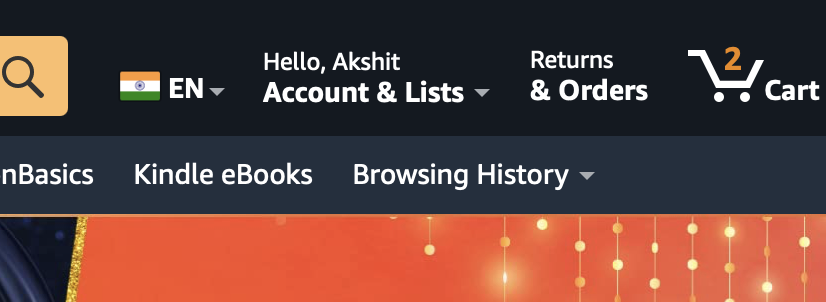 EN
Hello, Akshit
Account & Lists
Returns
& Orders
2
Cart
nBasics
Kindle eBooks
Browsing History